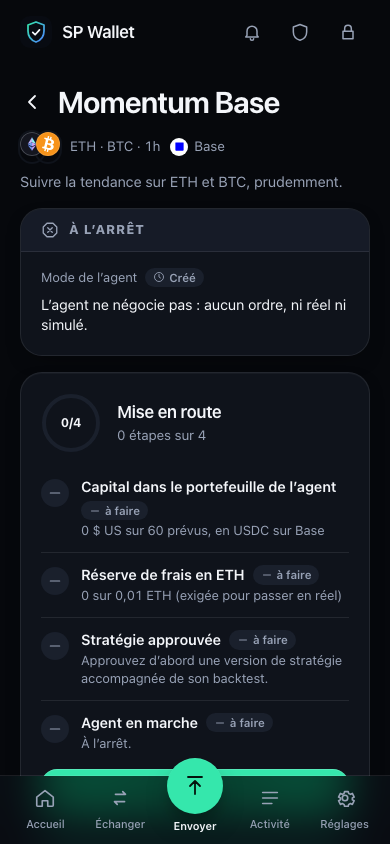 SP Wallet
Momentum Base
ETH · BTC · 1h Base
Suivre la tendance sur ETH et BTC, prudemment.
À L’ARRÊT
Mode de l’agent Créé
L’agent ne négocie pas : aucun ordre, ni réel ni
simulé.
0/4
Mise en route
0 étapes sur 4
Capital dans le portefeuille de l’agent
— à faire
0 $ US sur 60 prévus, en USDC sur Base
Réserve de frais en ETH — à faire
0 sur 0,01 ETH (exigée pour passer en réel)
Stratégie approuvée — à faire
Approuvez d’abord une version de stratégie
accompagnée de son backtest.
Agent en marche — à faire
À l’arrêt.
Accueil Échanger Envoyer Activité Réglages